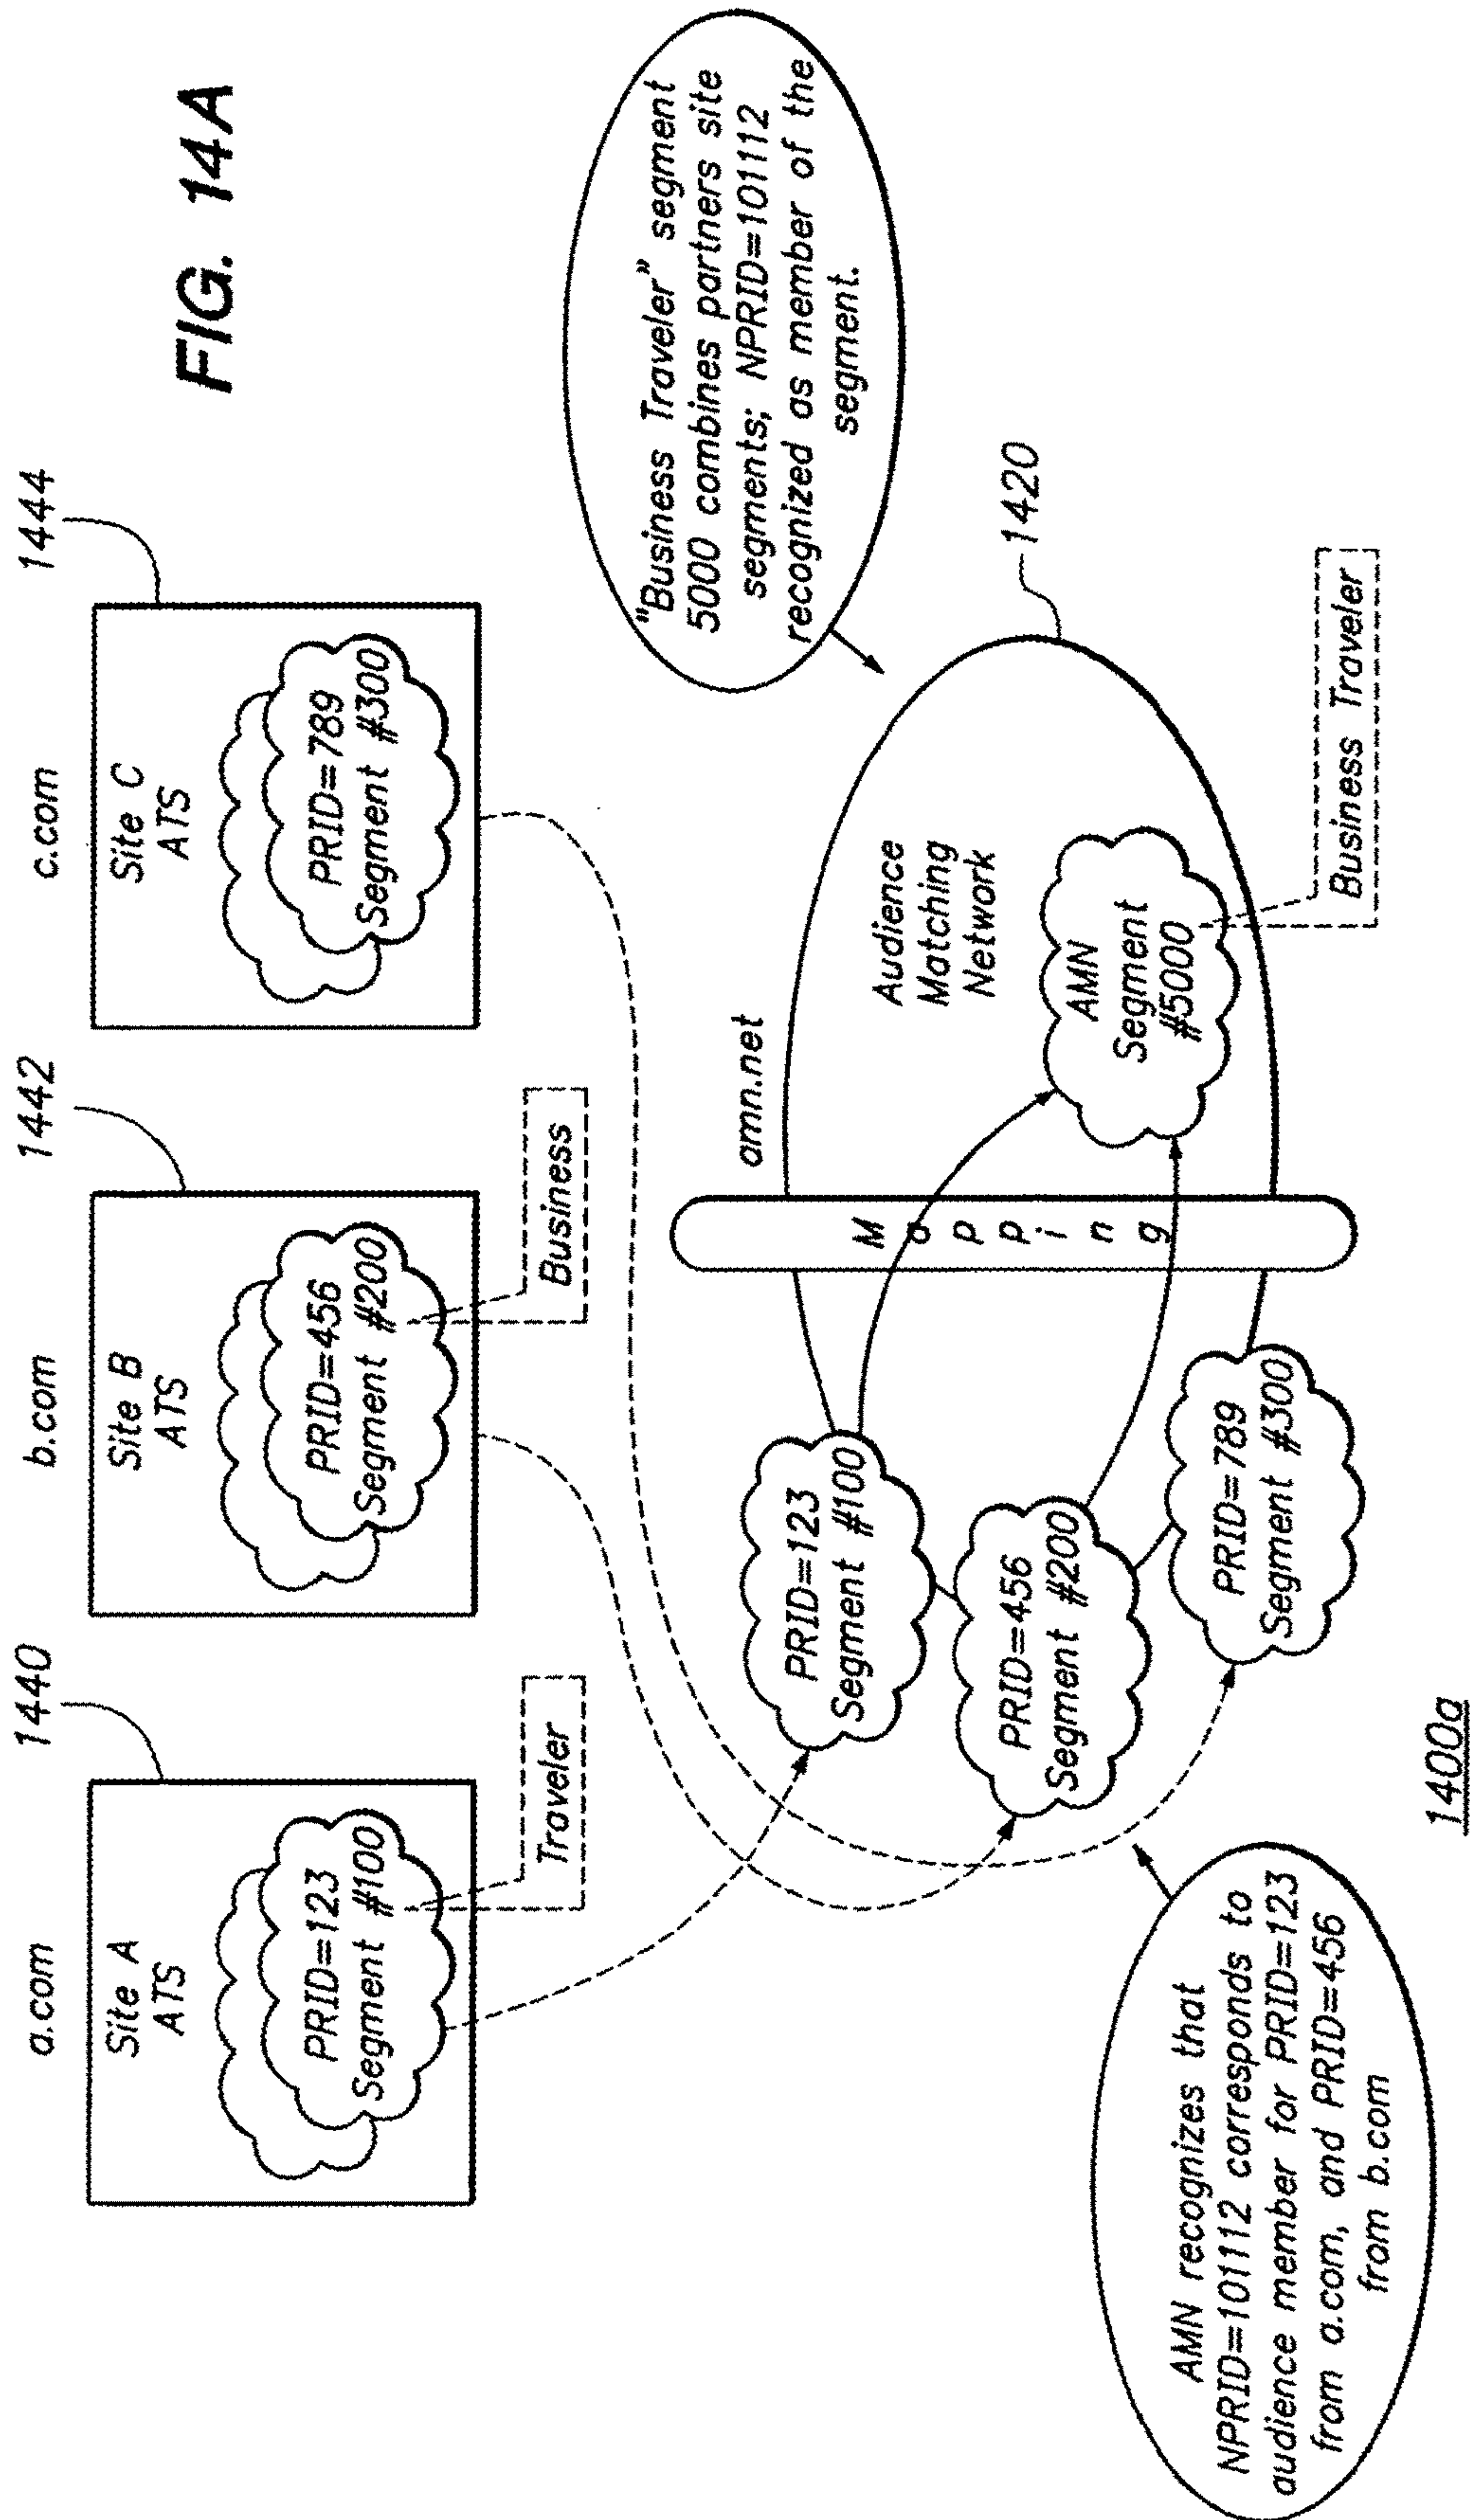 FIG. 14A
1440
1442
1444
a.com
Site A
ATS
PRID=123
Segment #100
Traveler
b.com
Site B
ATS
PRID=456
Segment #200
Business
c.com
Site C
ATS
PRID=789
Segment #300
"Business Traveler" segment
5000 combines partners site
segments; NPRID=101112
recognized as member of the
segment.
1420
amn.net
Audience
Matching
Network
AMN
Segment
#5000
Business Traveler
Mapping
PRID=123
Segment #100
PRID=456
Segment #200
PRID=789
Segment #300
AMN recognizes that
NPRID=101112 corresponds to
audience member for PRID=123
from a.com, and PRID=456
from b.com
1400a